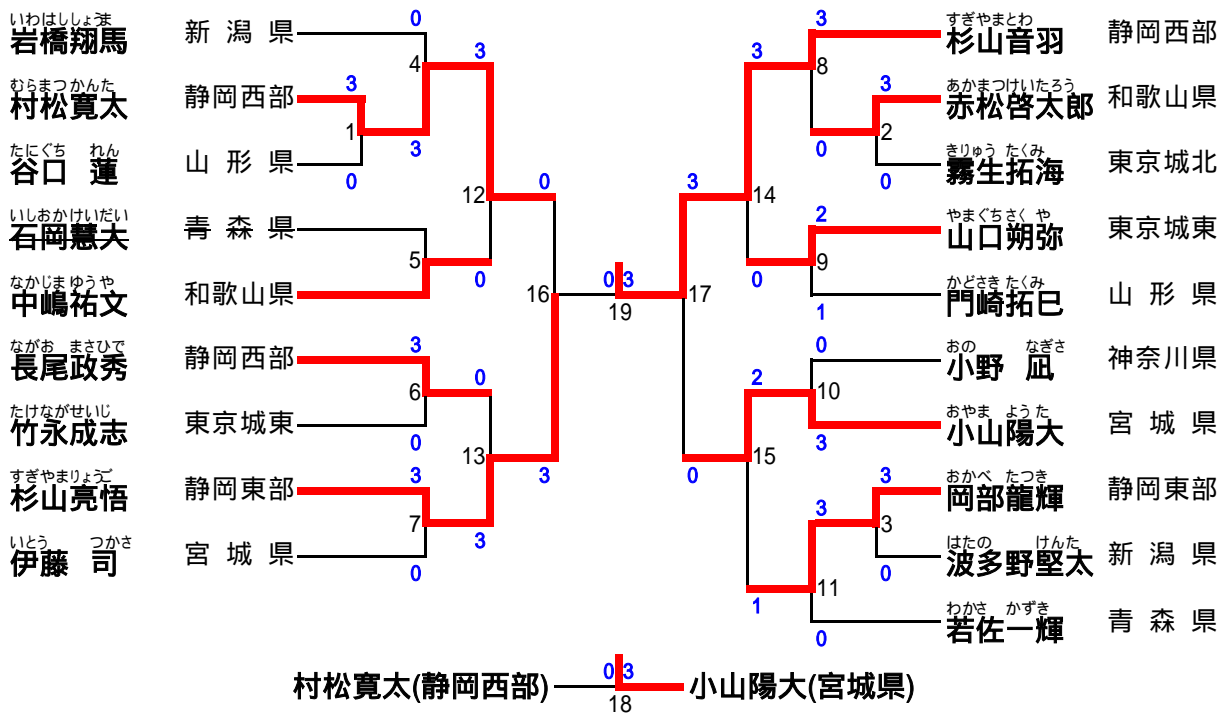 いわはししょうま
岩橋翔馬 新潟県
むらまつかんた
村松寛太 静岡西部
たにぐち れん
谷口 蓮 山形県
いしおかけいだい
石岡慧大 青森県
なかじまゆうや
中嶋祐文 和歌山県
ながお まさひで
長尾政秀 静岡西部
たけながせいじ
竹永成志 東京城東
すぎやまりょうご
杉山亮悟 静岡東部
いとう つかさ
伊藤 司 宮城県
0
4
3
3
1
3
0
12
0
5
0
16
3
6
0
0
13
3
3
7
3
0
0 3
19
すぎやまとわ
杉山音羽 静岡西部
あかまつけいたろう
赤松啓太郎 和歌山県
きりゅう たくみ
霧生拓海 東京城北
やまぐちさくや
山口朔弥 東京城東
かどさき たくみ
門崎拓巳 山形県
おの なぎさ
小野 凪 神奈川県
おやま ようた
小山陽大 宮城県
おかべ たつき
岡部龍輝 静岡東部
はたの けんた
波多野堅太 新潟県
わかさ かずき
若佐一輝 青森県
3
3
8
3
2
0
0
3
14
2
9
0
1
17
0
2
10
3
15
0
3
3
3
0
11
1
0
村松寛太(静岡西部) 0 3 小山陽大(宮城県)
18